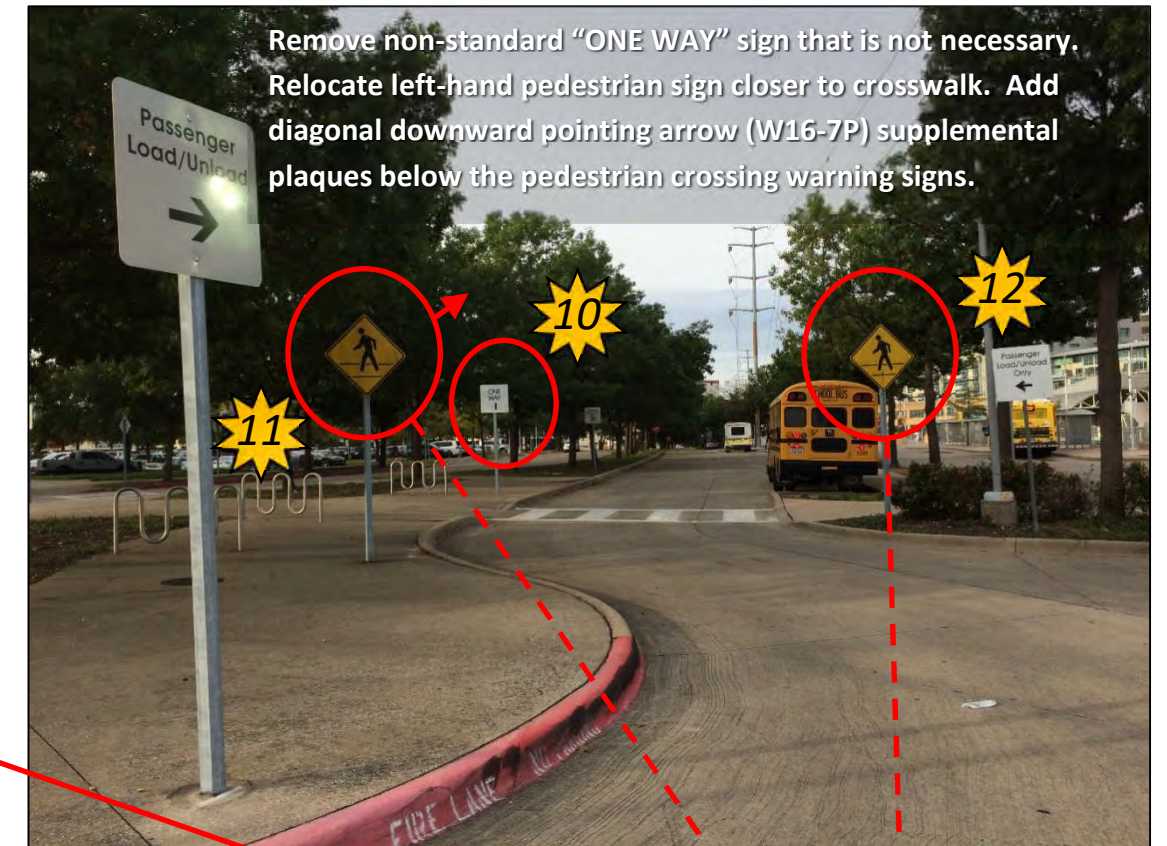 Remove non-standard “ONE WAY” sign that is not necessary.
Relocate left-hand pedestrian sign closer to crosswalk. Add
diagonal downward pointing arrow (W16-7P) supplemental
plaques below the pedestrian crossing warning signs.
Passenger
Load/Unload
10
12
11
ONE
WAY
SCHOOL BUS
Passenger
Load/Unload
Only
FIRE LANE NO PARKING